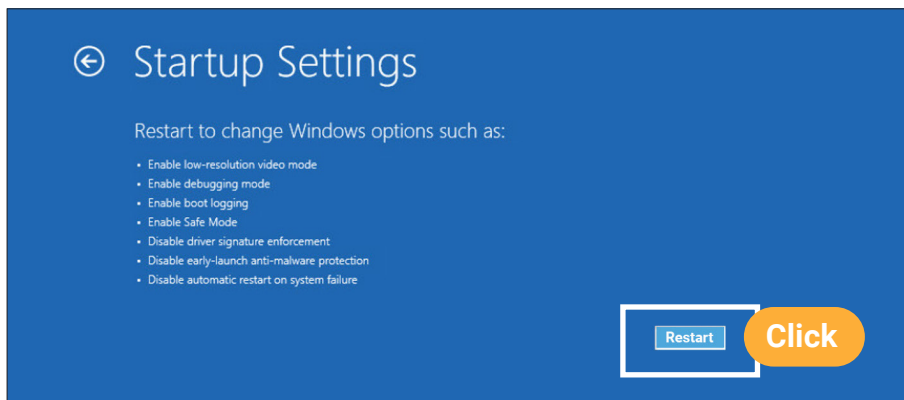 Startup Settings
Restart to change Windows options such as:
• Enable low-resolution video mode
• Enable debugging mode
• Enable boot logging
• Enable Safe Mode
• Disable driver signature enforcement
• Disable early-launch anti-malware protection
• Disable automatic restart on system failure
Restart
Click